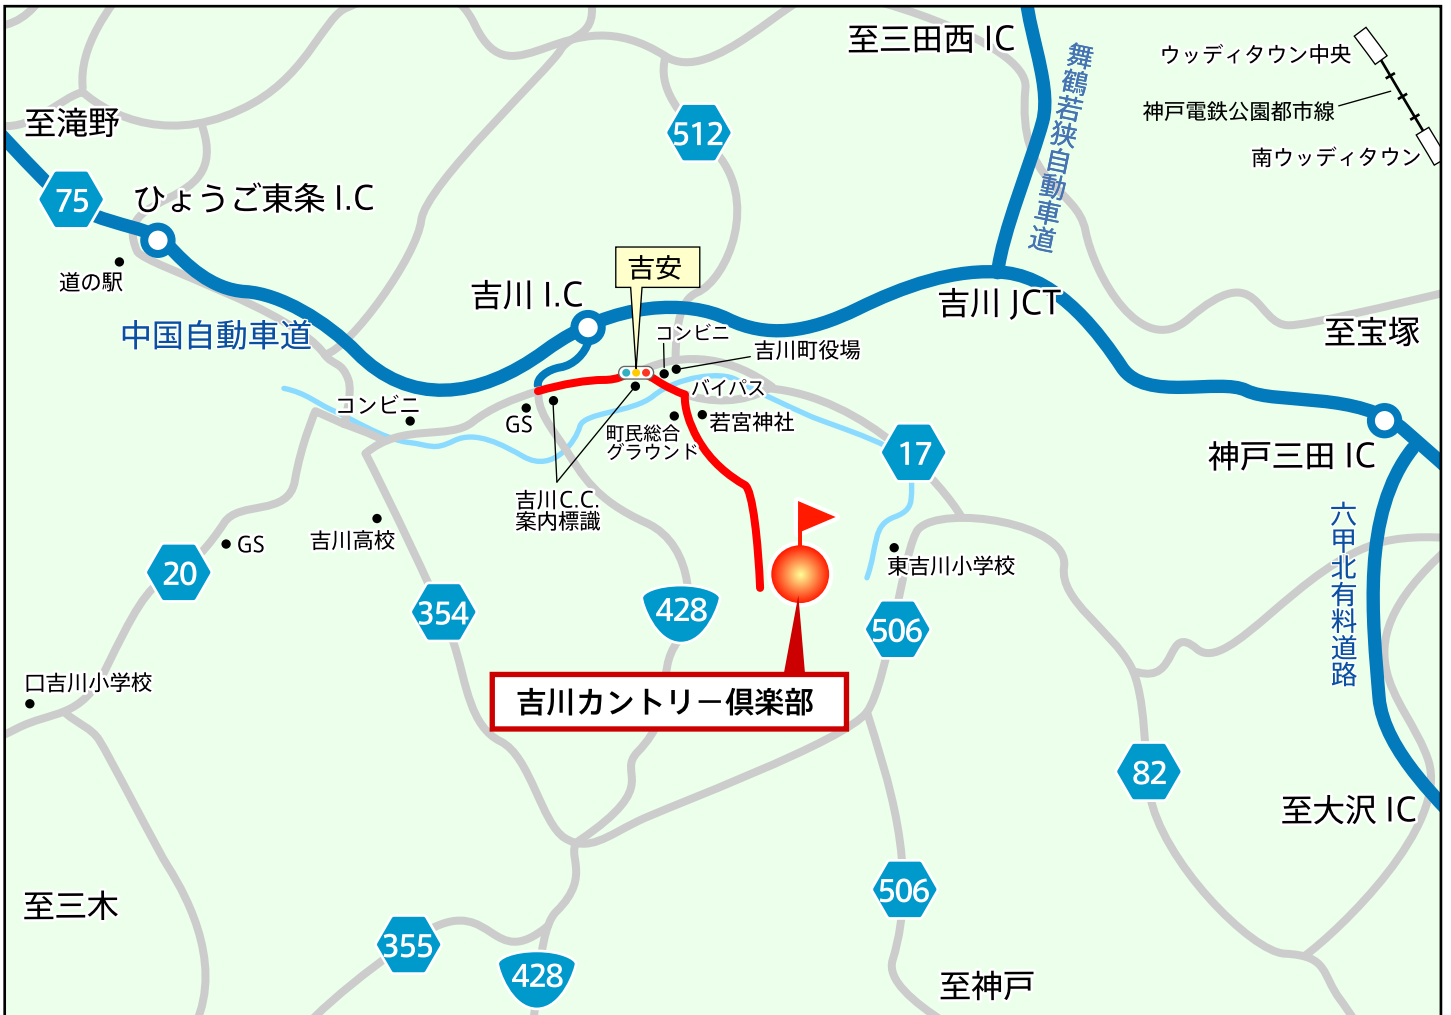 至三田西 IC
舞鶴若狭自動車道
ウッディタウン中央
神戸電鉄公園都市線
南ウッディタウン
至滝野
512
75
ひょうご東条 I.C
道の駅
中国自動車道
吉川 I.C
吉安
コンビニ
吉川町役場
吉川 JCT
至宝塚
コンビニ
GS
バイパス
若宮神社
町民総合
グラウンド
17
神戸三田 IC
吉川C.C.
案内標識
六甲北有料道路
吉川高校
GS
20
東吉川小学校
354
428
506
口吉川小学校
吉川カントリー倶楽部
82
至大沢 IC
至三木
506
355
428
至神戸